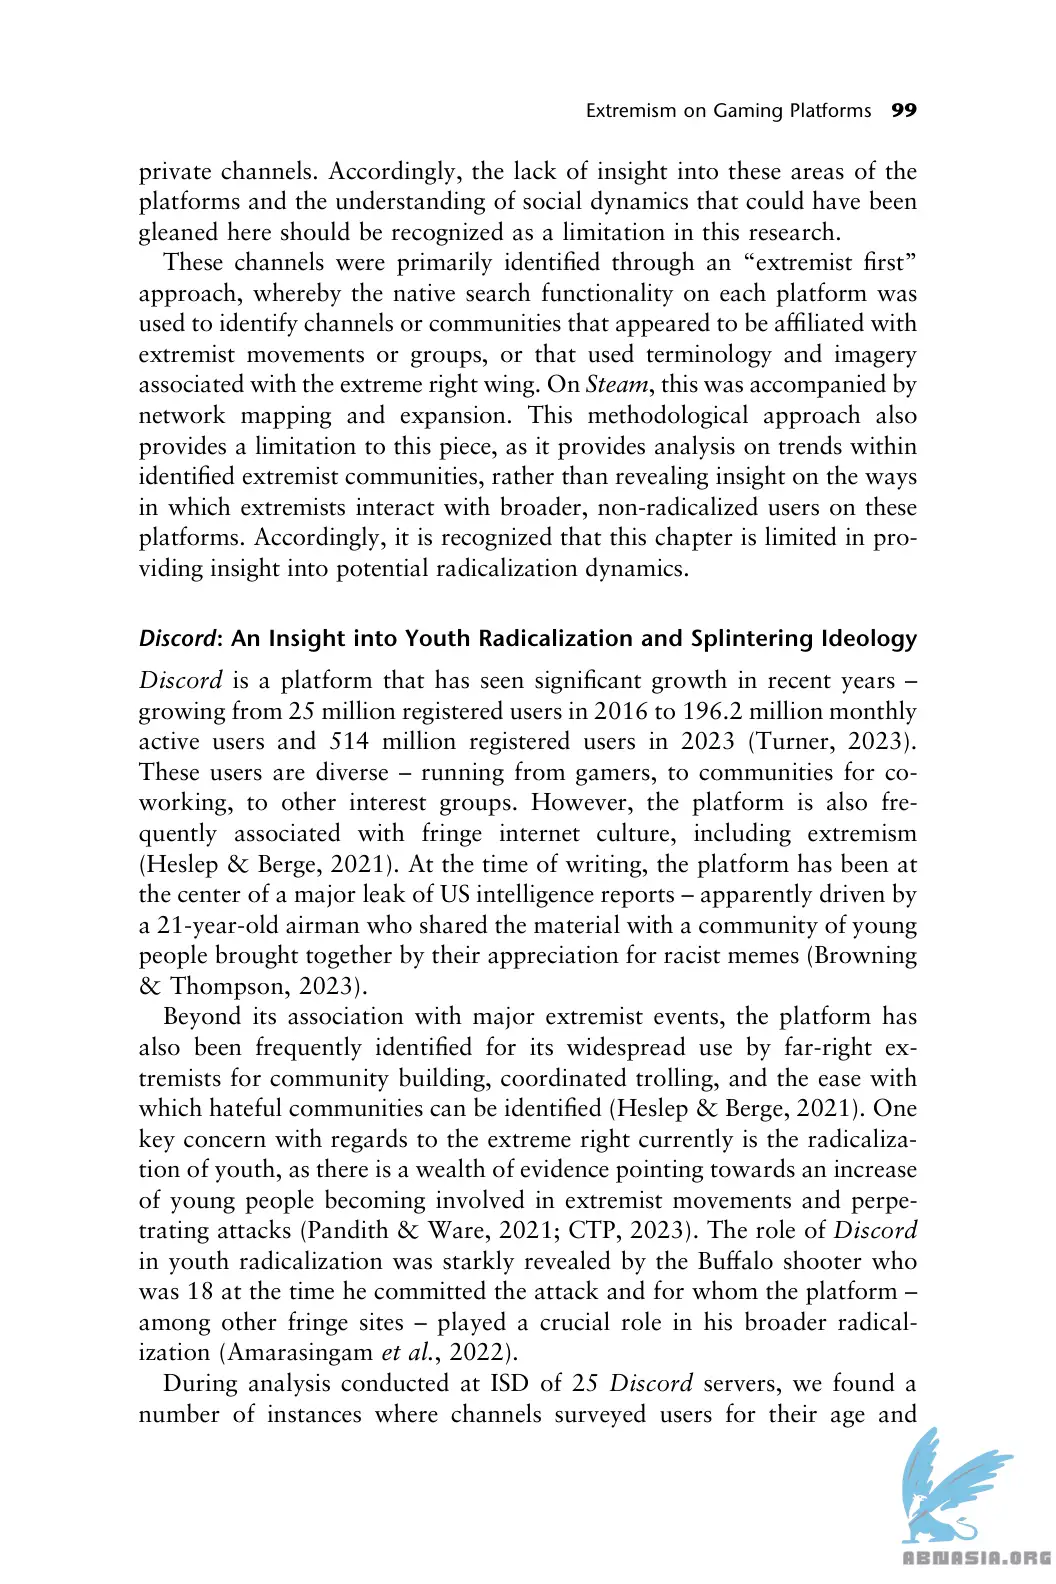 Extremism on Gaming Platforms 99
private channels. Accordingly, the lack of insight into these areas of the
platforms and the understanding of social dynamics that could have been
gleaned here should be recognized as a limitation in this research.
These channels were primarily identified through an “extremist first”
approach, whereby the native search functionality on each platform was
used to identify channels or communities that appeared to be affiliated with
extremist movements or groups, or that used terminology and imagery
associated with the extreme right wing. On Steam, this was accompanied by
network mapping and expansion. This methodological approach also
provides a limitation to this piece, as it provides analysis on trends within
identified extremist communities, rather than revealing insight on the ways
in which extremists interact with broader, non-radicalized users on these
platforms. Accordingly, it is recognized that this chapter is limited in pro-
viding insight into potential radicalization dynamics.
Discord: An Insight into Youth Radicalization and Splintering Ideology
Discord is a platform that has seen significant growth in recent years –
growing from 25 million registered users in 2016 to 196.2 million monthly
active users and 514 million registered users in 2023 (Turner, 2023).
These users are diverse – running from gamers, to communities for co-
working, to other interest groups. However, the platform is also fre-
quently associated with fringe internet culture, including extremism
(Heslep & Berge, 2021). At the time of writing, the platform has been at
the center of a major leak of US intelligence reports – apparently driven by
a 21-year-old airman who shared the material with a community of young
people brought together by their appreciation for racist memes (Browning
& Thompson, 2023).
Beyond its association with major extremist events, the platform has
also been frequently identified for its widespread use by far-right ex-
tremists for community building, coordinated trolling, and the ease with
which hateful communities can be identified (Heslep & Berge, 2021). One
key concern with regards to the extreme right currently is the radicaliza-
tion of youth, as there is a wealth of evidence pointing towards an increase
of young people becoming involved in extremist movements and perpe-
trating attacks (Pandith & Ware, 2021; CTP, 2023). The role of Discord
in youth radicalization was starkly revealed by the Buffalo shooter who
was 18 at the time he committed the attack and for whom the platform –
among other fringe sites – played a crucial role in his broader radical-
ization (Amarasingam et al., 2022).
During analysis conducted at ISD of 25 Discord servers, we found a
number of instances where channels surveyed users for their age and
ABNASIA.ORG